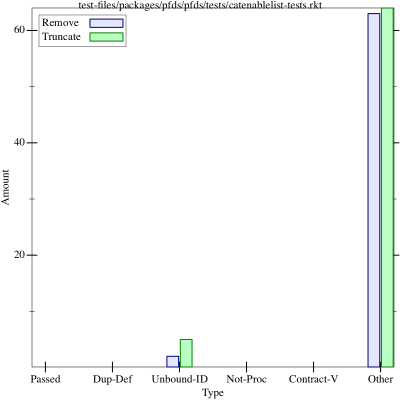 test-files/packages/pfds/pfds/tests/catenablelist-tests.rkt
Remove
Truncate
60
40
20
Amount
Passed Dup-Def Unbound-ID Not-Proc Contract-V Other
Type